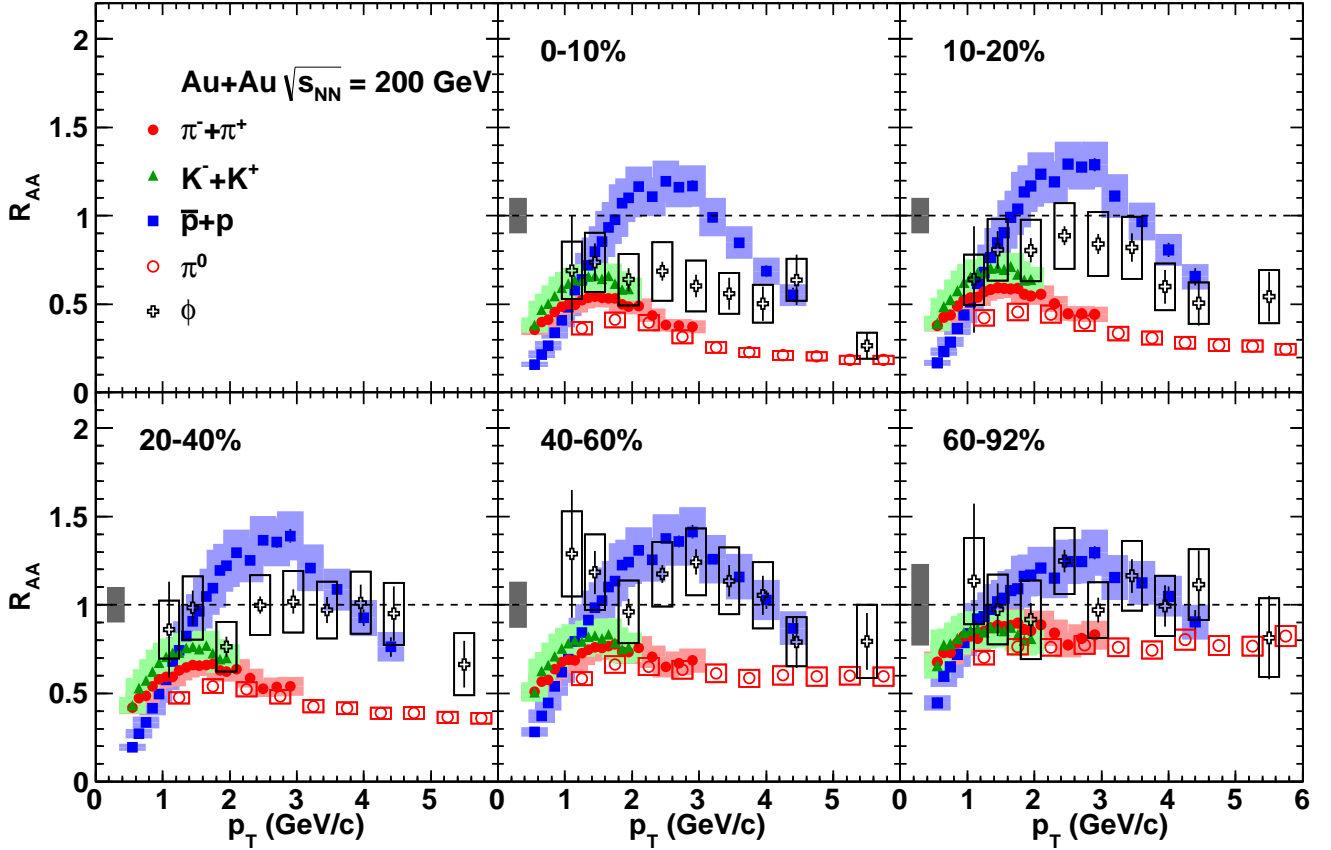 0-10%
10-20%
Au+Au √s_NN = 200 GeV
π⁻+π⁺
K⁻+K⁺
p̅+p
π⁰
ϕ
R_AA
2
1.5
1
0.5
0
20-40%
40-60%
60-92%
R_AA
2
1.5
1
0.5
0
0 1 2 3 4 5 0 1 2 3 4 5 0 1 2 3 4 5 6
p_T (GeV/c) p_T (GeV/c) p_T (GeV/c)